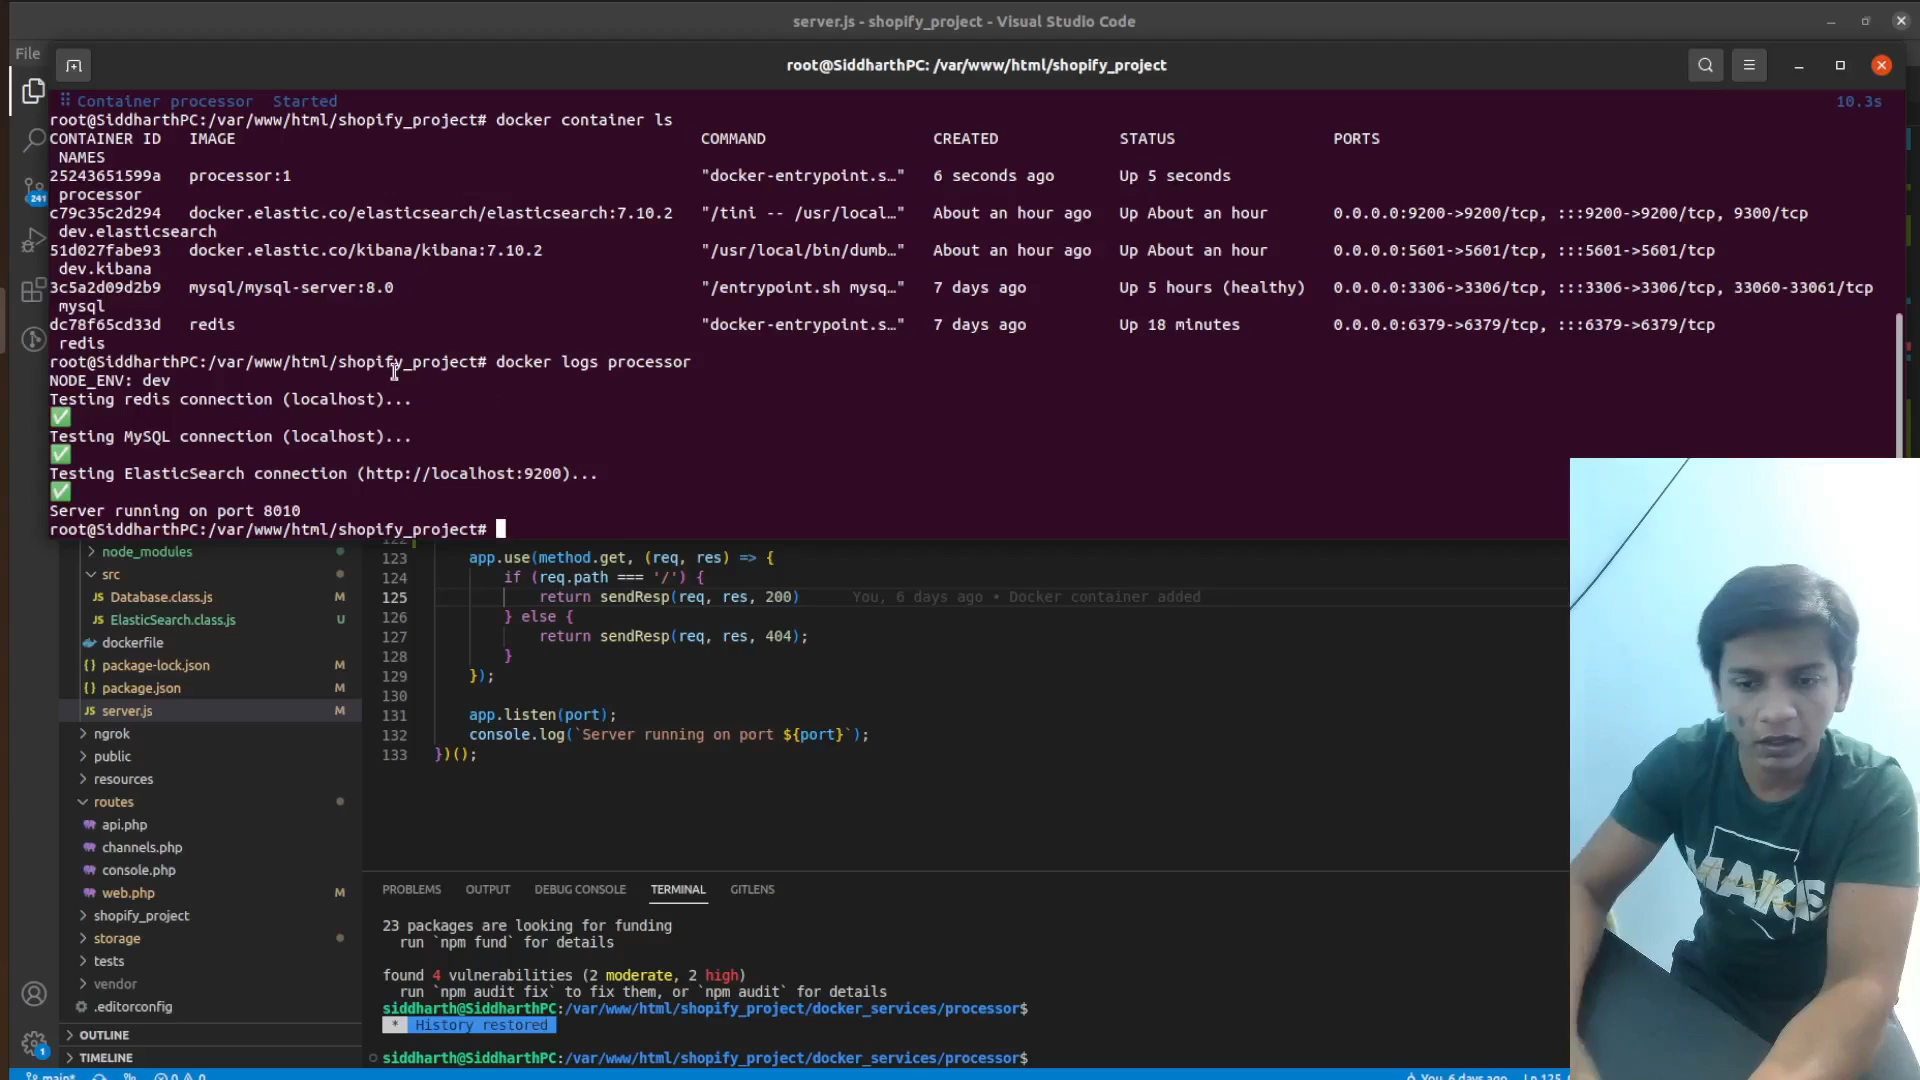 server.js - shopify_project - Visual Studio Code
File
root@SiddharthPC: /var/www/html/shopify_project
⠿ Container processor  Started 10.3s
root@SiddharthPC:/var/www/html/shopify_project# docker container ls
CONTAINER ID IMAGE COMMAND CREATED STATUS PORTS
NAMES
25243651599a processor:1 "docker-entrypoint.s…" 6 seconds ago Up 5 seconds
processor
c79c35c2d294 docker.elastic.co/elasticsearch/elasticsearch:7.10.2 "/tini -- /usr/local…" About an hour ago Up About an hour 0.0.0.0:9200->9200/tcp, :::9200->9200/tcp, 9300/tcp
dev.elasticsearch
51d027fabe93 docker.elastic.co/kibana/kibana:7.10.2 "/usr/local/bin/dumb…" About an hour ago Up About an hour 0.0.0.0:5601->5601/tcp, :::5601->5601/tcp
dev.kibana
3c5a2d09d2b9 mysql/mysql-server:8.0 "/entrypoint.sh mysq…" 7 days ago Up 5 hours (healthy) 0.0.0.0:3306->3306/tcp, :::3306->3306/tcp, 33060-33061/tcp
mysql
dc78f65cd33d redis "docker-entrypoint.s…" 7 days ago Up 18 minutes 0.0.0.0:6379->6379/tcp, :::6379->6379/tcp
redis
root@SiddharthPC:/var/www/html/shopify_project# docker logs processor
NODE_ENV: dev
Testing redis connection (localhost)...
✅
Testing MySQL connection (localhost)...
✅
Testing ElasticSearch connection (http://localhost:9200)...
✅
Server running on port 8010
root@SiddharthPC:/var/www/html/shopify_project#
241
node_modules
src
JS Database.class.js
JS ElasticSearch.class.js U
dockerfile
{} package-lock.json M
{} package.json M
JS server.js M
ngrok
public
resources
routes
api.php
channels.php
console.php
web.php M
shopify_project
storage
tests
vendor
.editorconfig
OUTLINE
TIMELINE
1
123 app.use(method.get, (req, res) => {
124 if (req.path === '/') {
125 return sendResp(req, res, 200) You, 6 days ago • Docker container added
126 } else {
127 return sendResp(req, res, 404);
128 }
129 });
130
131 app.listen(port);
132 console.log(`Server running on port ${port}`);
133 })();
PROBLEMS OUTPUT DEBUG CONSOLE TERMINAL GITLENS
23 packages are looking for funding
run `npm fund` for details
found 4 vulnerabilities (2 moderate, 2 high)
run `npm audit fix` to fix them, or `npm audit` for details
siddharth@SiddharthPC:/var/www/html/shopify_project/docker_services/processor$
* History restored
siddharth@SiddharthPC:/var/www/html/shopify_project/docker_services/processor$
main* 0 0 You, 6 days ago Ln 125,
MAKE